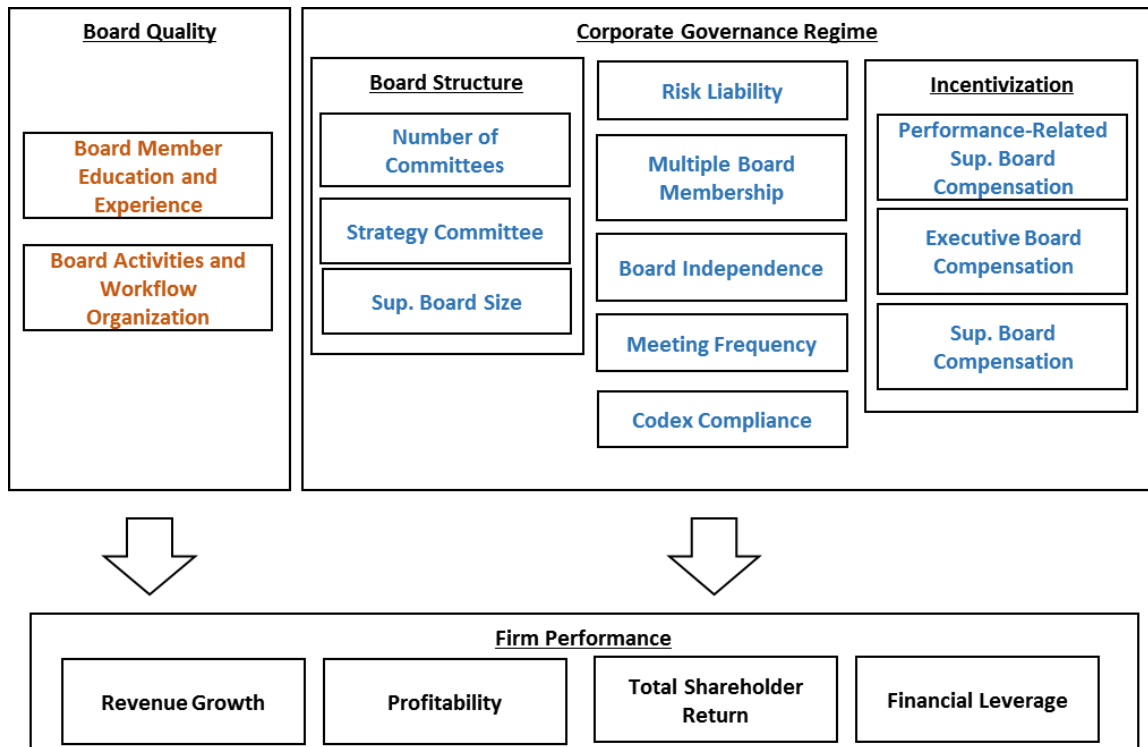 Board Quality
Board Member
Education and
Experience
Board Activities and
Workflow
Organization
Corporate Governance Regime
Board Structure
Number of
Committees
Strategy Committee
Sup. Board Size
Risk Liability
Multiple Board
Membership
Board Independence
Meeting Frequency
Codex Compliance
Incentivization
Performance-Related
Sup. Board
Compensation
Executive Board
Compensation
Sup. Board
Compensation
Firm Performance
Revenue Growth
Profitability
Total Shareholder
Return
Financial Leverage